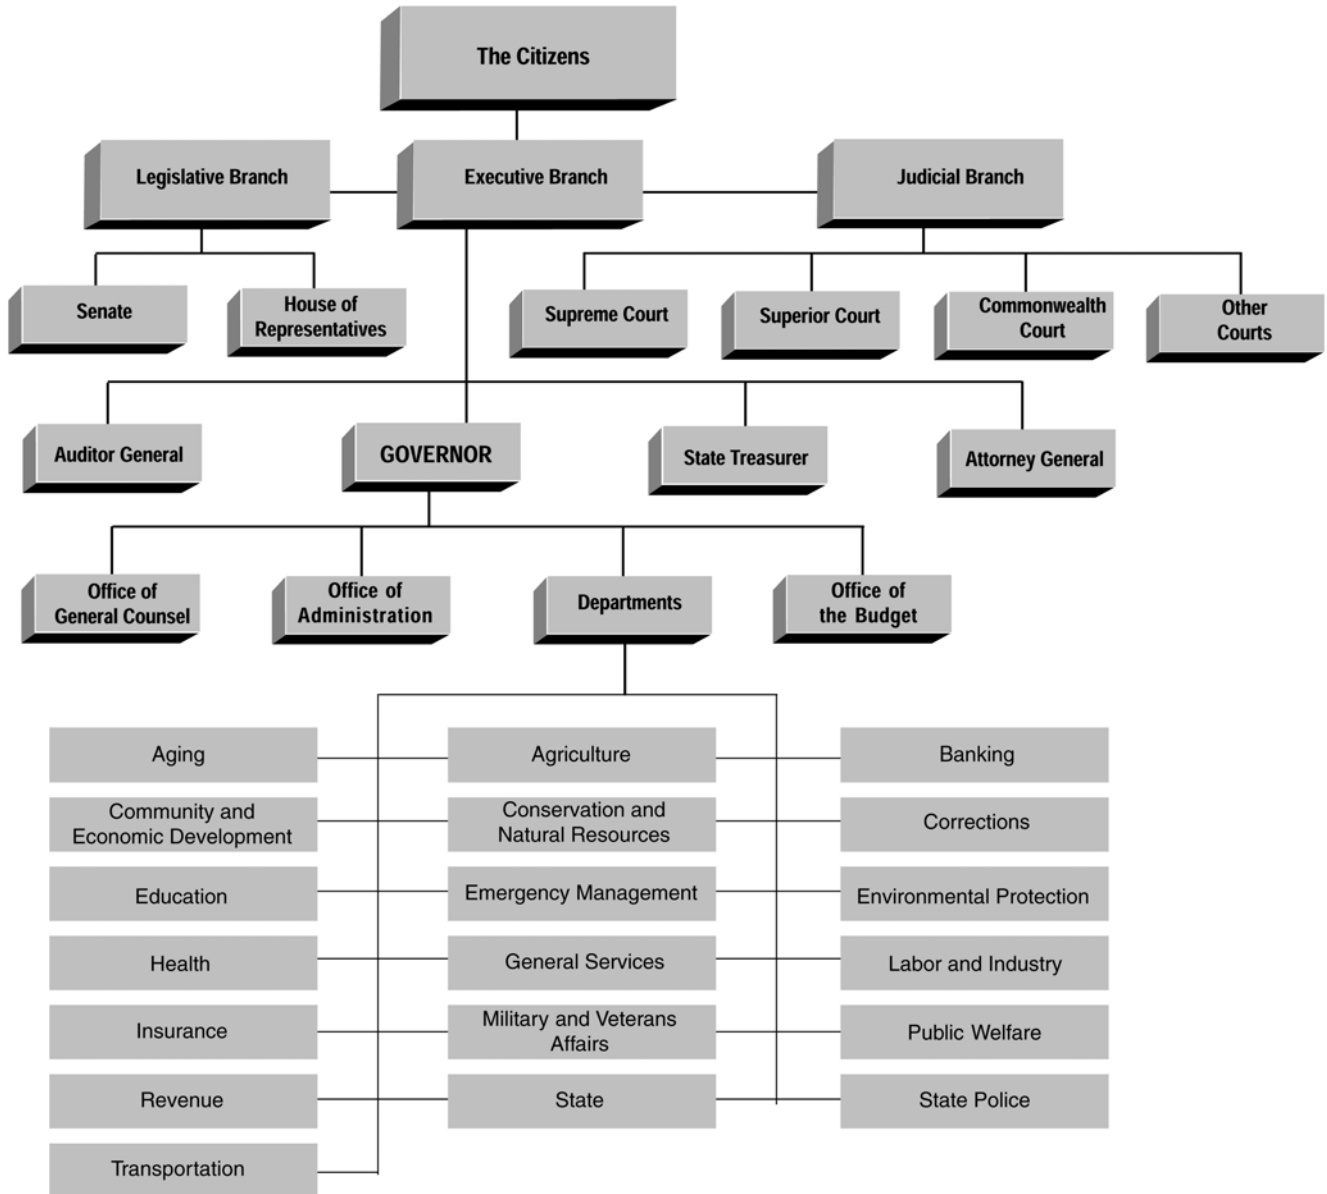 The Citizens
Legislative Branch
Executive Branch
Judicial Branch
Senate
House of
Representatives
Supreme Court
Superior Court
Commonwealth
Court
Other
Courts
Auditor General
GOVERNOR
State Treasurer
Attorney General
Office of
General Counsel
Office of
Administration
Departments
Office of
the Budget
Aging
Agriculture
Banking
Community and
Economic Development
Conservation and
Natural Resources
Corrections
Education
Emergency Management
Environmental Protection
Health
General Services
Labor and Industry
Insurance
Military and Veterans
Affairs
Public Welfare
Revenue
State
State Police
Transportation